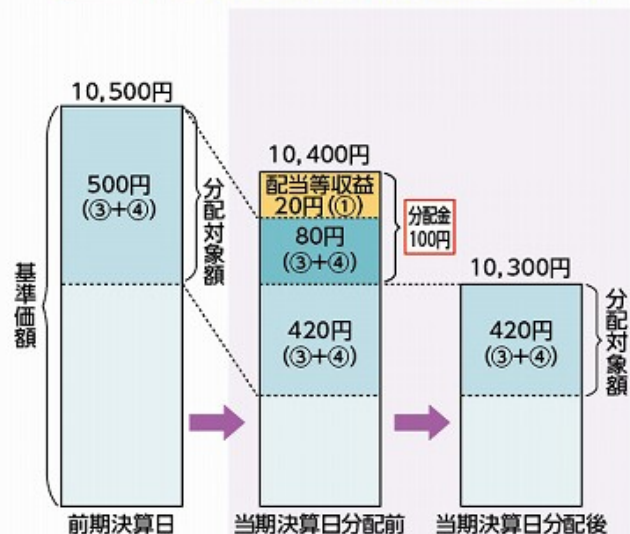 10,500円
500円
(③+④)
分配対象額
基準価額
前期決算日
10,400円
配当等収益
20円(①)
80円
(③+④)
分配金
100円
420円
(③+④)
当期決算日分配前
10,300円
420円
(③+④)
分配対象額
当期決算日分配後